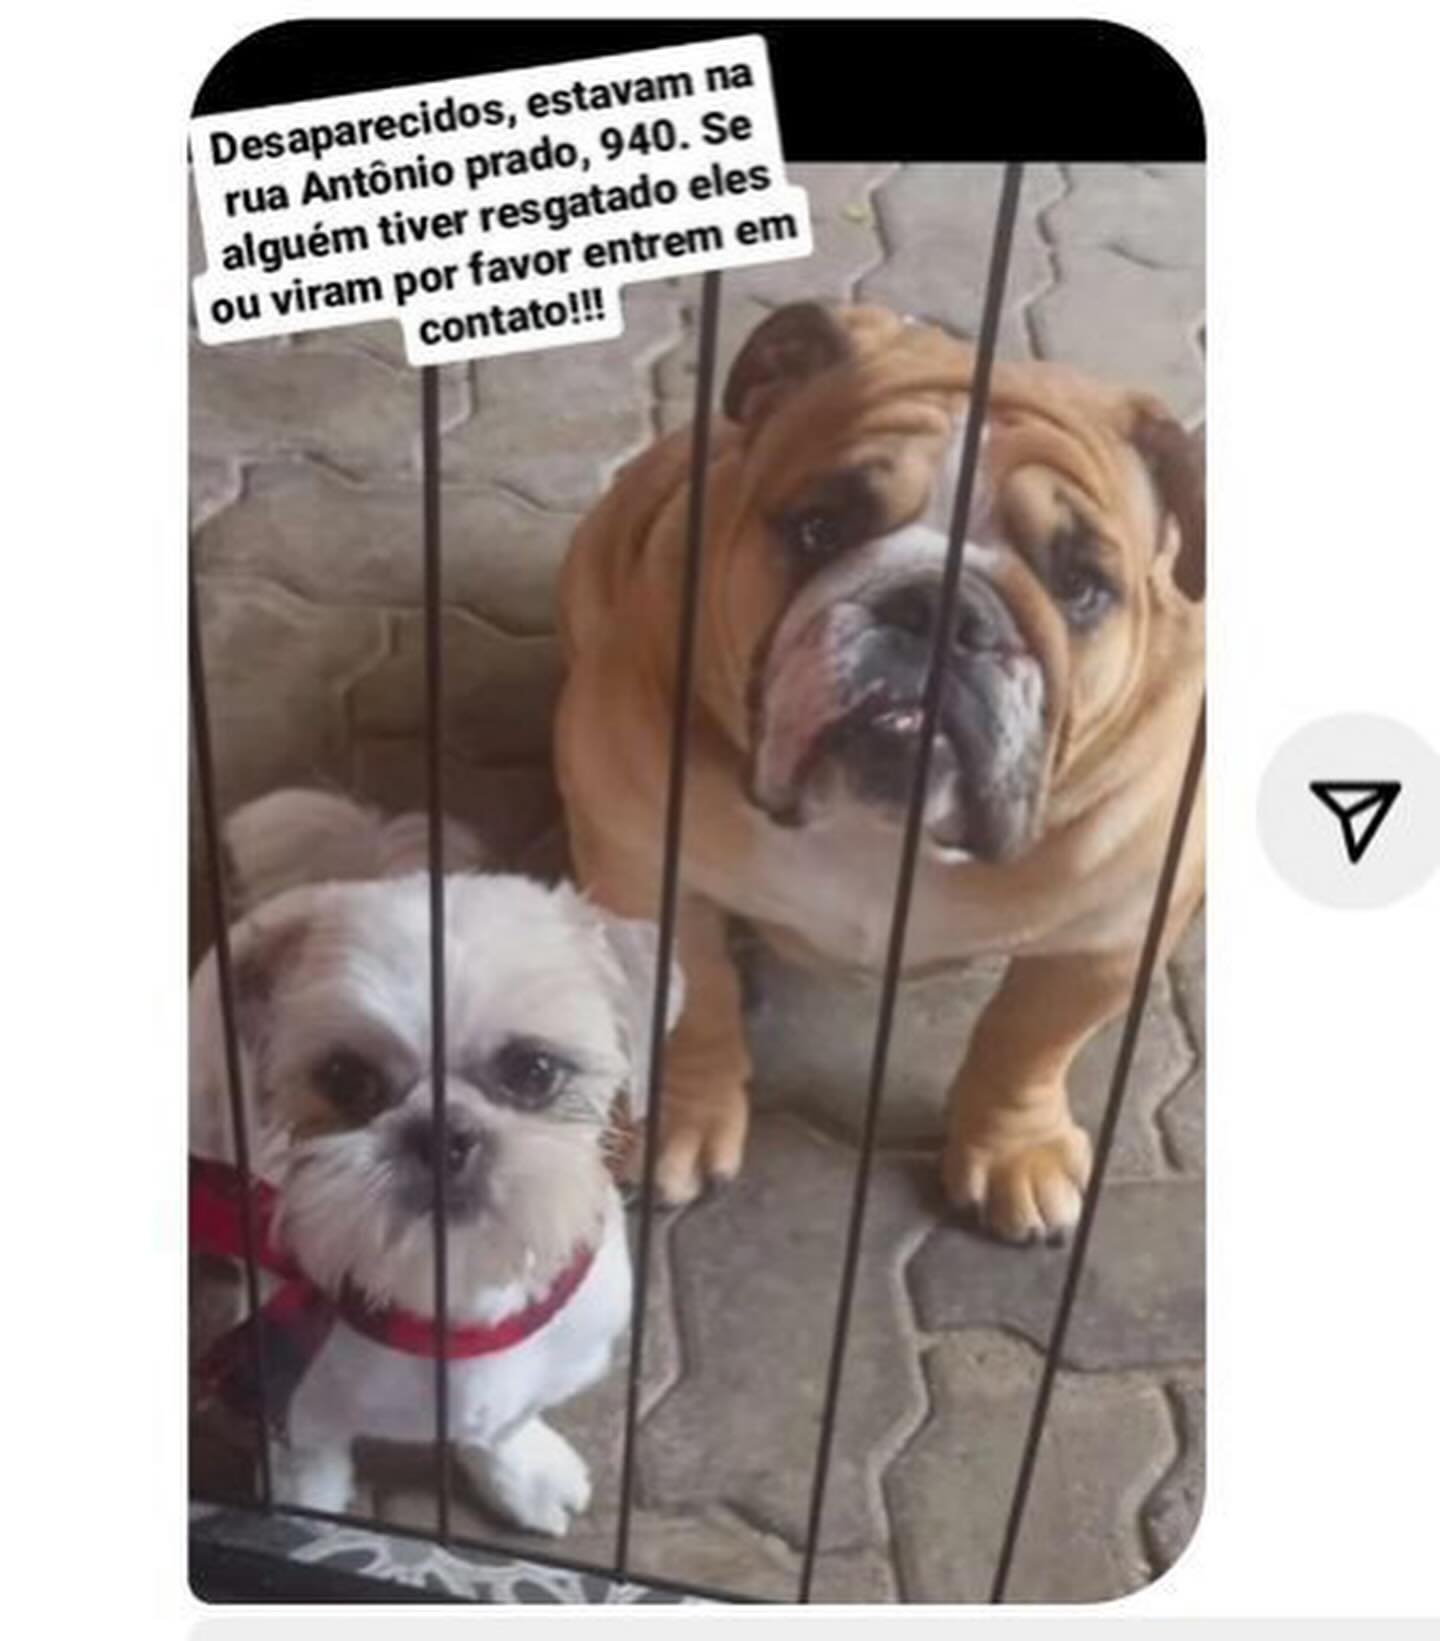 Desaparecidos, estavam na
rua Antônio prado, 940. Se
alguém tiver resgatado eles
ou viram por favor entrem em
contato!!!